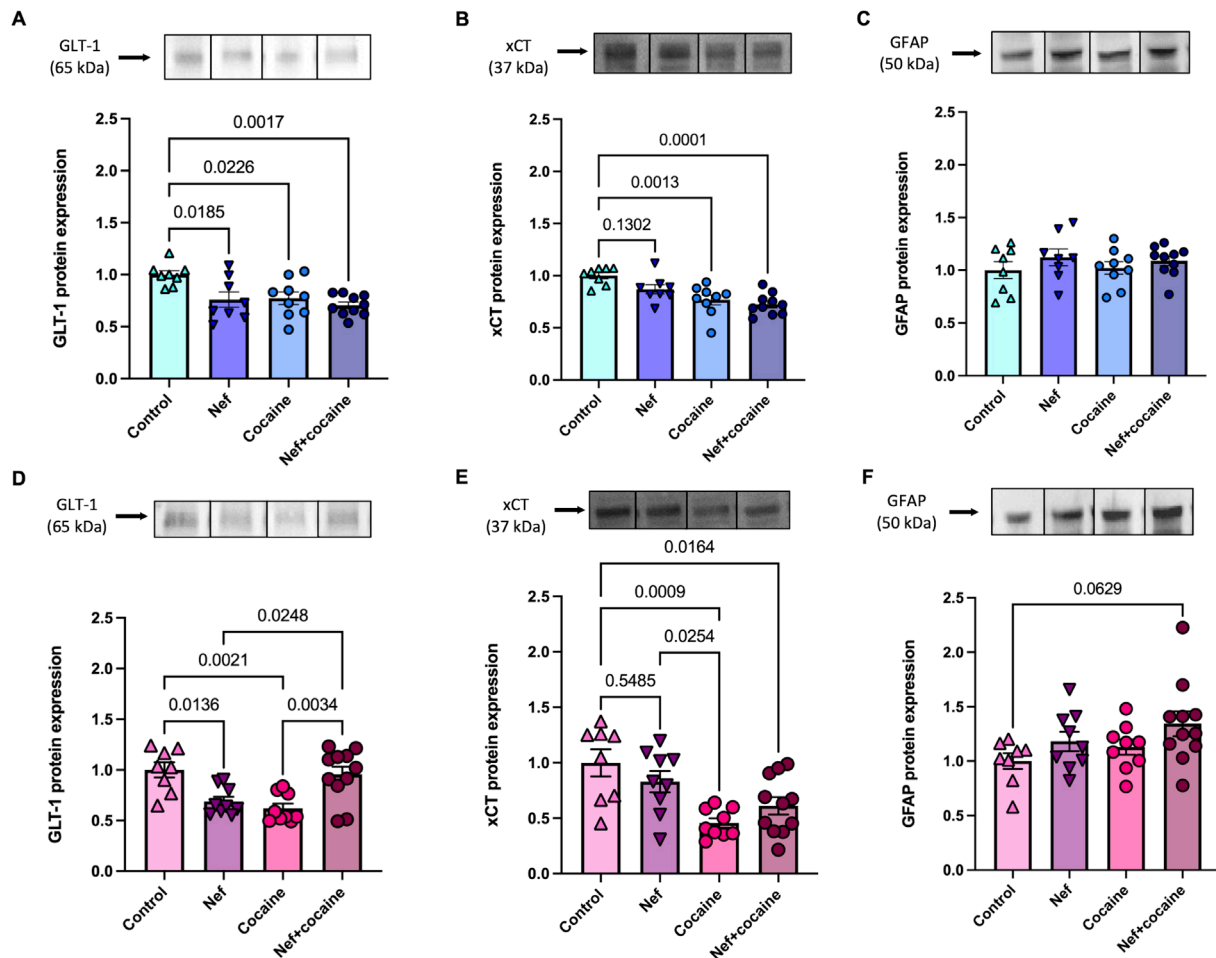 A
GLT-1
(65 kDa)
GLT-1 protein expression
2.5
2.0
1.5
1.0
0.5
0.0
0.0017
0.0226
0.0185
Control
Nef
Cocaine
Nef+cocaine
B
xCT
(37 kDa)
xCT protein expression
2.5
2.0
1.5
1.0
0.5
0.0
0.0001
0.0013
0.1302
Control
Nef
Cocaine
Nef+cocaine
C
GFAP
(50 kDa)
GFAP protein expression
2.5
2.0
1.5
1.0
0.5
0.0
Control
Nef
Cocaine
Nef+cocaine
D
GLT-1
(65 kDa)
GLT-1 protein expression
2.5
2.0
1.5
1.0
0.5
0.0
0.0248
0.0021
0.0136
0.0034
Control
Nef
Cocaine
Nef+cocaine
E
xCT
(37 kDa)
xCT protein expression
2.5
2.0
1.5
1.0
0.5
0.0
0.0164
0.0009
0.0254
0.5485
Control
Nef
Cocaine
Nef+cocaine
F
GFAP
(50 kDa)
GFAP protein expression
2.5
2.0
1.5
1.0
0.5
0.0
0.0629
Control
Nef
Cocaine
Nef+cocaine